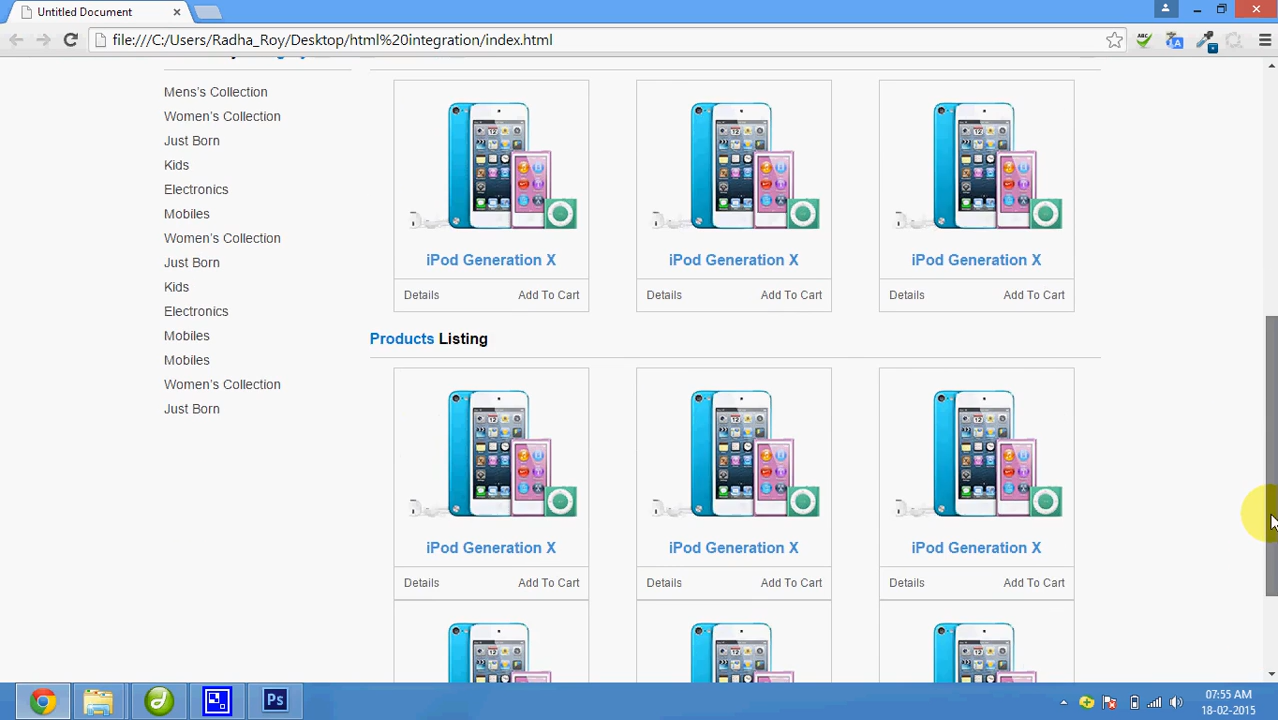 Untitled Document
file:///C:/Users/Radha_Roy/Desktop/html%20integration/index.html
Mens's Collection
Women's Collection
Just Born
Kids
Electronics
Mobiles
Women's Collection
Just Born
Kids
Electronics
Mobiles
Mobiles
Women's Collection
Just Born
iPod Generation X
iPod Generation X
iPod Generation X
Details Add To Cart
Details Add To Cart
Details Add To Cart
Products Listing
iPod Generation X
iPod Generation X
iPod Generation X
Details Add To Cart
Details Add To Cart
Details Add To Cart
Ps
07:55 AM
18-02-2015